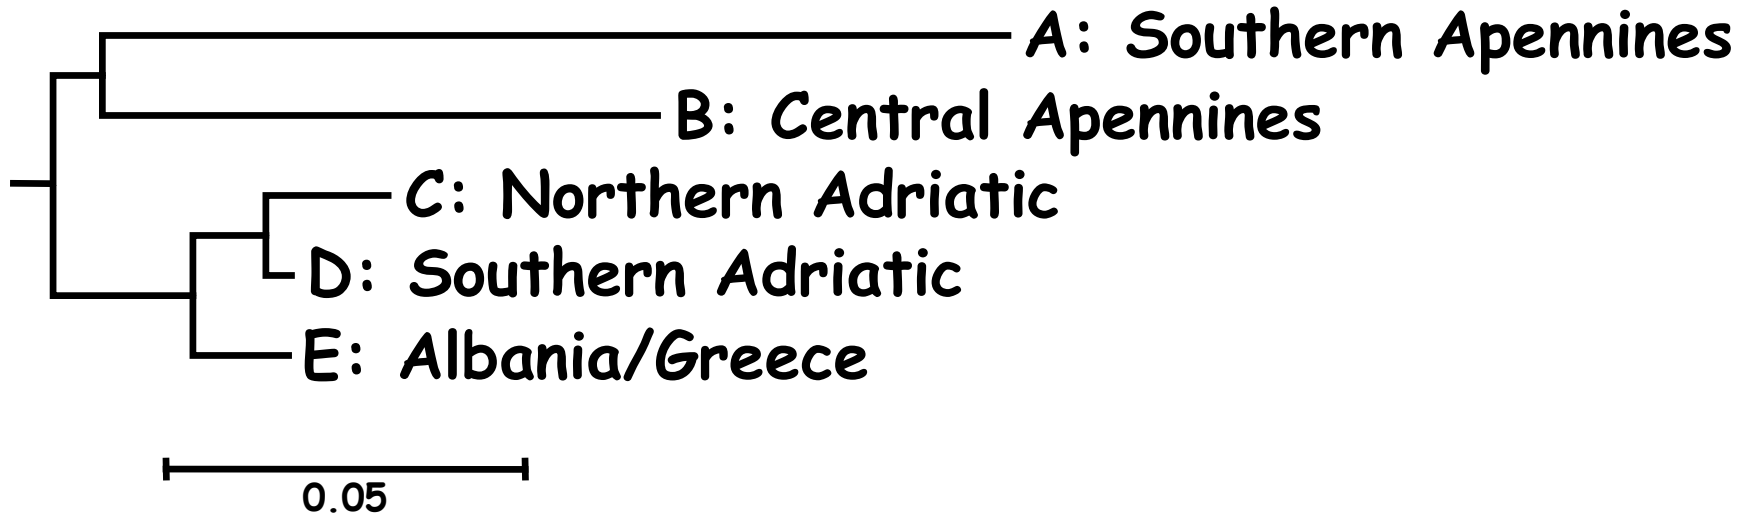 A: Southern Apennines
B: Central Apennines
C: Northern Adriatic
D: Southern Adriatic
E: Albania/Greece
0.05